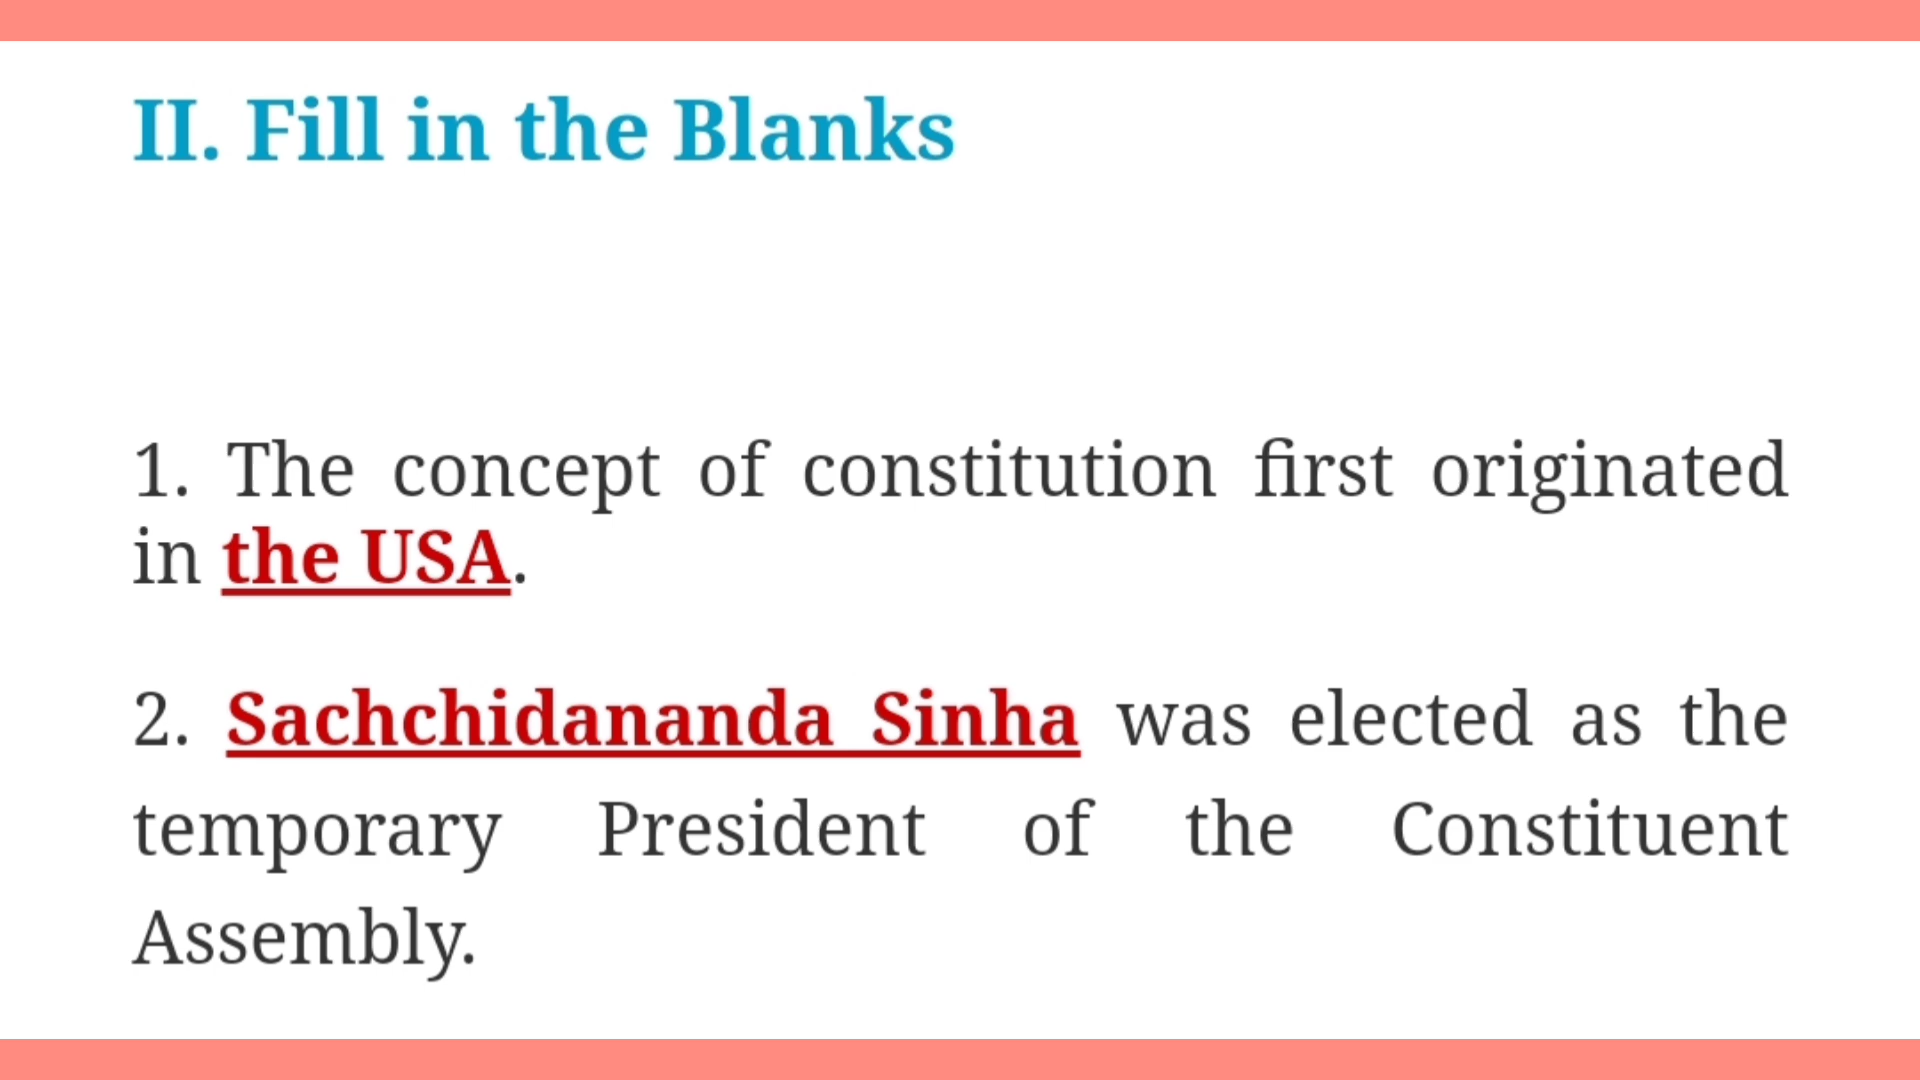 II. Fill in the Blanks
1. The concept of constitution first originated
in the USA.
2. Sachchidananda Sinha was elected as the
temporary President of the Constituent
Assembly.